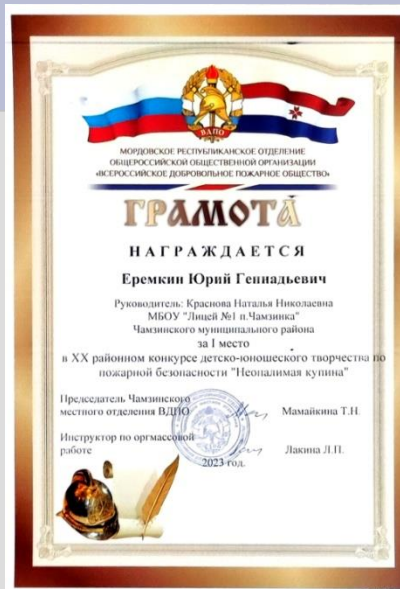 ВДПО
МОРДОВСКОЕ РЕСПУБЛИКАНСКОЕ ОТДЕЛЕНИЕ
ОБЩЕРОССИЙСКОЙ ОБЩЕСТВЕННОЙ ОРГАНИЗАЦИИ
«ВСЕРОССИЙСКОЕ ДОБРОВОЛЬНОЕ ПОЖАРНОЕ ОБЩЕСТВО»
ГРАМОТА
НАГРАЖДАЕТСЯ
Еремкин Юрий Геннадьевич
Руководитель: Краснова Наталья Николаевна
МБОУ "Лицей №1 п.Чамзинка"
Чамзинского муниципального района
за I место
в XX районном конкурсе детско-юношеского творчества по
пожарной безопасности "Неопалимая купина"
Председатель Чамзинского
местного отделения ВДПО Мамайкина Т.Н.
Инструктор по оргмассовой
работе Лакина Л.П.
2023 год.